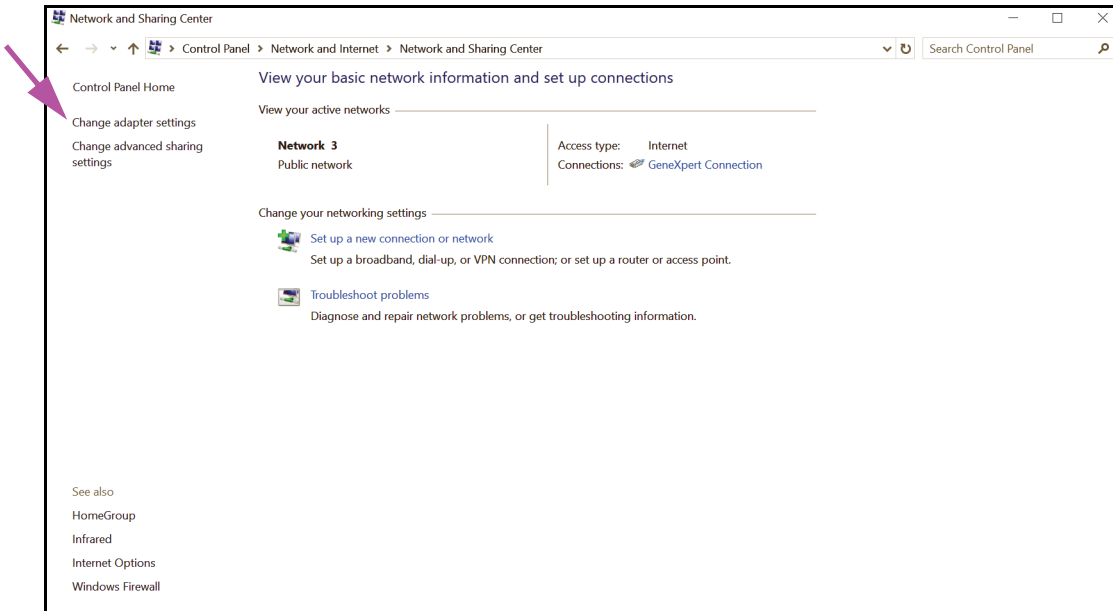 Network and Sharing Center
Control Panel > Network and Internet > Network and Sharing Center
Search Control Panel
Control Panel Home
Change adapter settings
Change advanced sharing
settings
View your basic network information and set up connections
View your active networks
Network 3
Public network
Access type: Internet
Connections: GeneXpert Connection
Change your networking settings
Set up a new connection or network
Set up a broadband, dial-up, or VPN connection; or set up a router or access point.
Troubleshoot problems
Diagnose and repair network problems, or get troubleshooting information.
See also
HomeGroup
Infrared
Internet Options
Windows Firewall